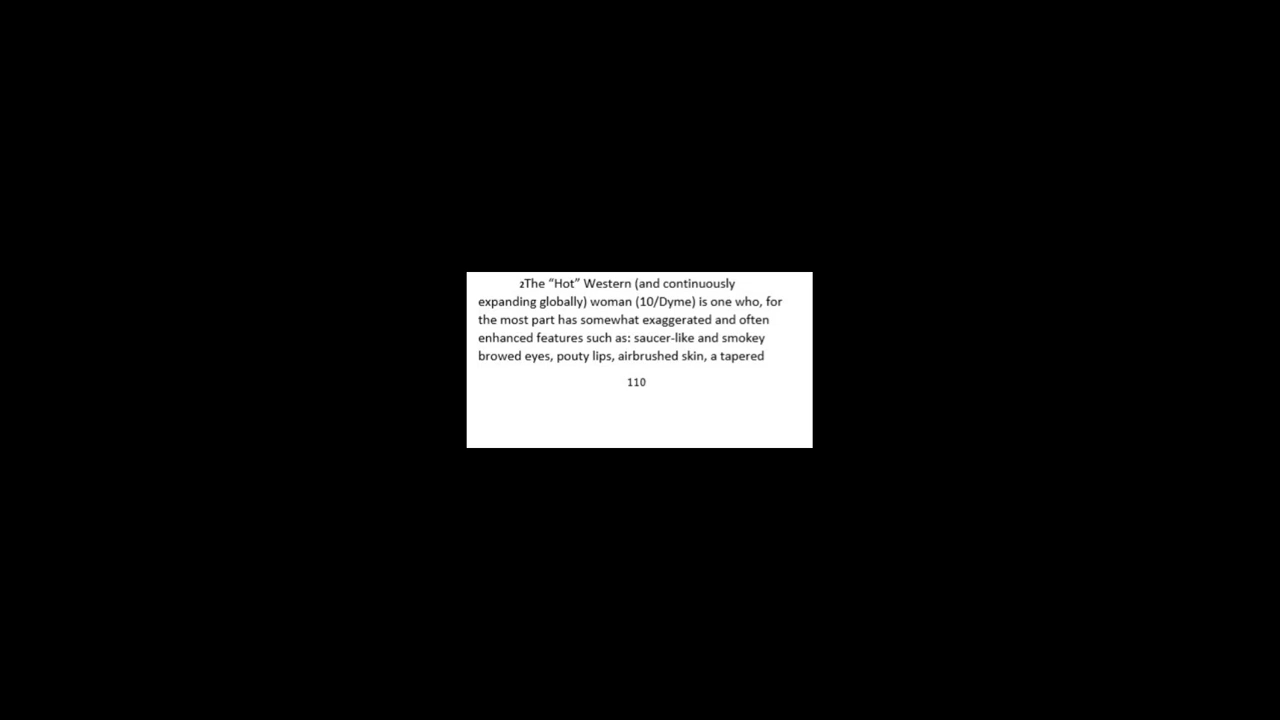 2The “Hot” Western (and continuously
expanding globally) woman (10/Dyme) is one who, for
the most part has somewhat exaggerated and often
enhanced features such as: saucer-like and smokey
browed eyes, pouty lips, airbrushed skin, a tapered
110